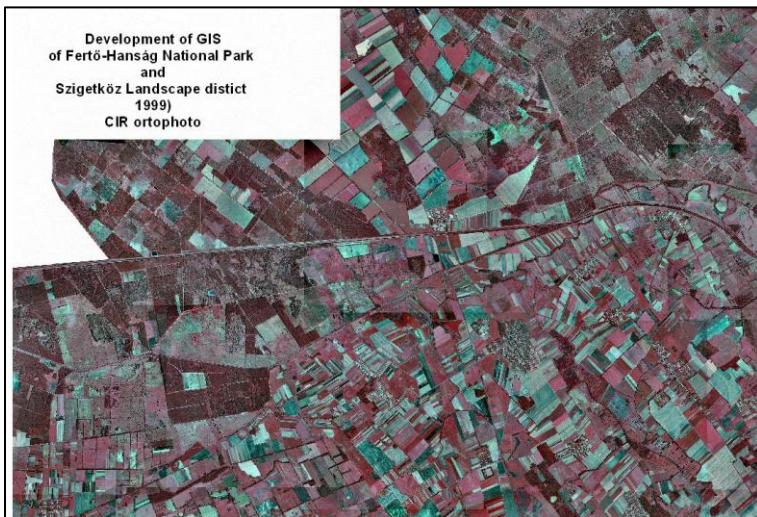 Development of GIS
of Fertő-Hanság National Park
and
Szigetköz Landscape distict
1999)
CIR ortophoto